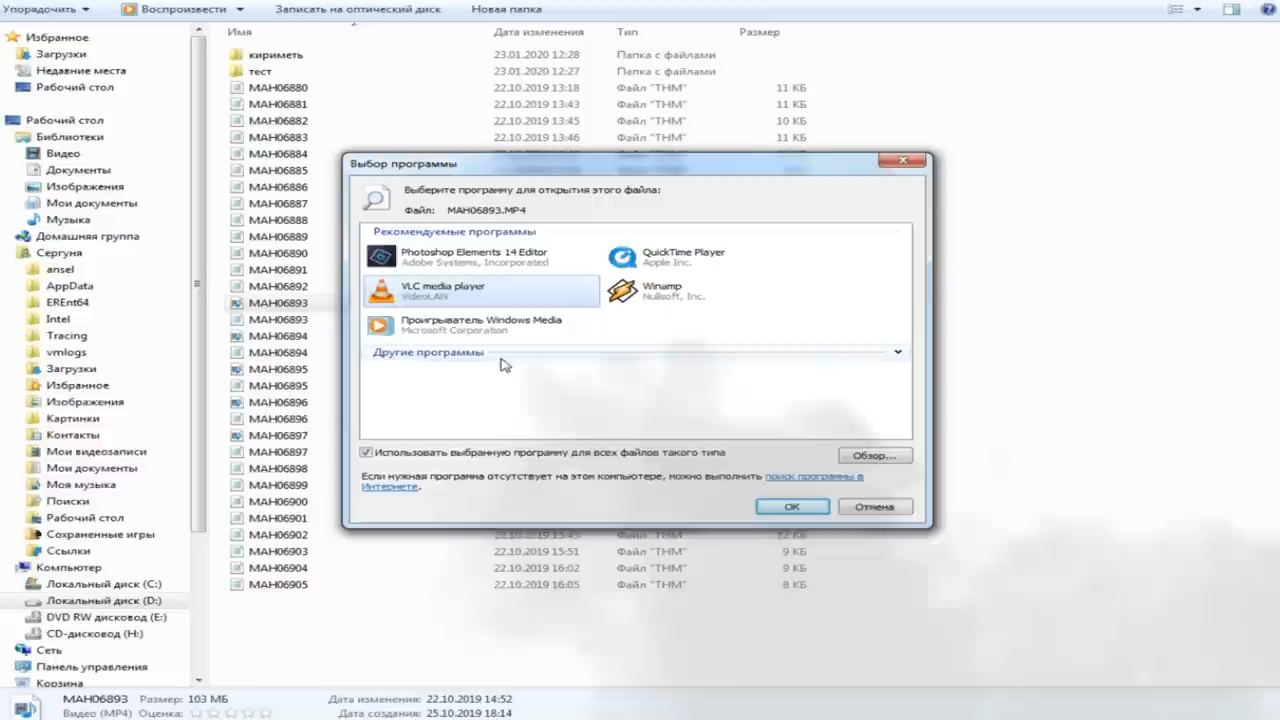 Упорядочить Воспроизвести Записать на оптический диск Новая папка
Избранное
Загрузки
Недавние места
Рабочий стол
Рабочий стол
Библиотеки
Видео
Документы
Изображения
Мои документы
Музыка
Домашняя группа
Сергуня
ansel
AppData
EREnt64
Intel
Tracing
vmlogs
Загрузки
Избранное
Изображения
Картинки
Контакты
Мои видеозаписи
Мои документы
Моя музыка
Поиски
Рабочий стол
Сохраненные игры
Ссылки
Компьютер
Локальный диск (C:)
Локальный диск (D:)
DVD RW дисковод (E:)
CD-дисковод (H:)
Сеть
Панель управления
Корзина
Имя Дата изменения Тип Размер
кириметь 23.01.2020 12:28 Папка с файлами
тест 23.01.2020 12:27 Папка с файлами
MAH06880 22.10.2019 13:18 Файл "THM" 11 КБ
MAH06881 22.10.2019 13:43 Файл "THM" 11 КБ
MAH06882 22.10.2019 13:45 Файл "THM" 10 КБ
MAH06883 22.10.2019 13:46 Файл "THM" 11 КБ
MAH06884
MAH06885
MAH06886
MAH06887
MAH06888
MAH06889
MAH06890
MAH06891
MAH06892
MAH06893
MAH06893
MAH06894
MAH06894
MAH06895
MAH06895
MAH06896
MAH06896
MAH06897
MAH06897
MAH06898
MAH06899
MAH06900
MAH06901
MAH06902
MAH06903 22.10.2019 15:51 Файл "THM" 9 КБ
MAH06904 22.10.2019 16:02 Файл "THM" 9 КБ
MAH06905 22.10.2019 16:05 Файл "THM" 8 КБ
Выбор программы
Выберите программу для открытия этого файла:
Файл: MAH06893.MP4
Рекомендуемые программы
Photoshop Elements 14 Editor
Adobe Systems, Incorporated
QuickTime Player
Apple Inc.
VLC media player
VideoLAN
Winamp
Nullsoft, Inc.
Проигрыватель Windows Media
Microsoft Corporation
Другие программы
Использовать выбранную программу для всех файлов такого типа
Обзор...
Если нужная программа отсутствует на этом компьютере, можно выполнить поиск программы в
Интернете.
ОК Отмена
MAH06893 Размер: 103 МБ Дата изменения: 22.10.2019 14:52
Видео (MP4) Оценка: Дата создания: 25.10.2019 18:14